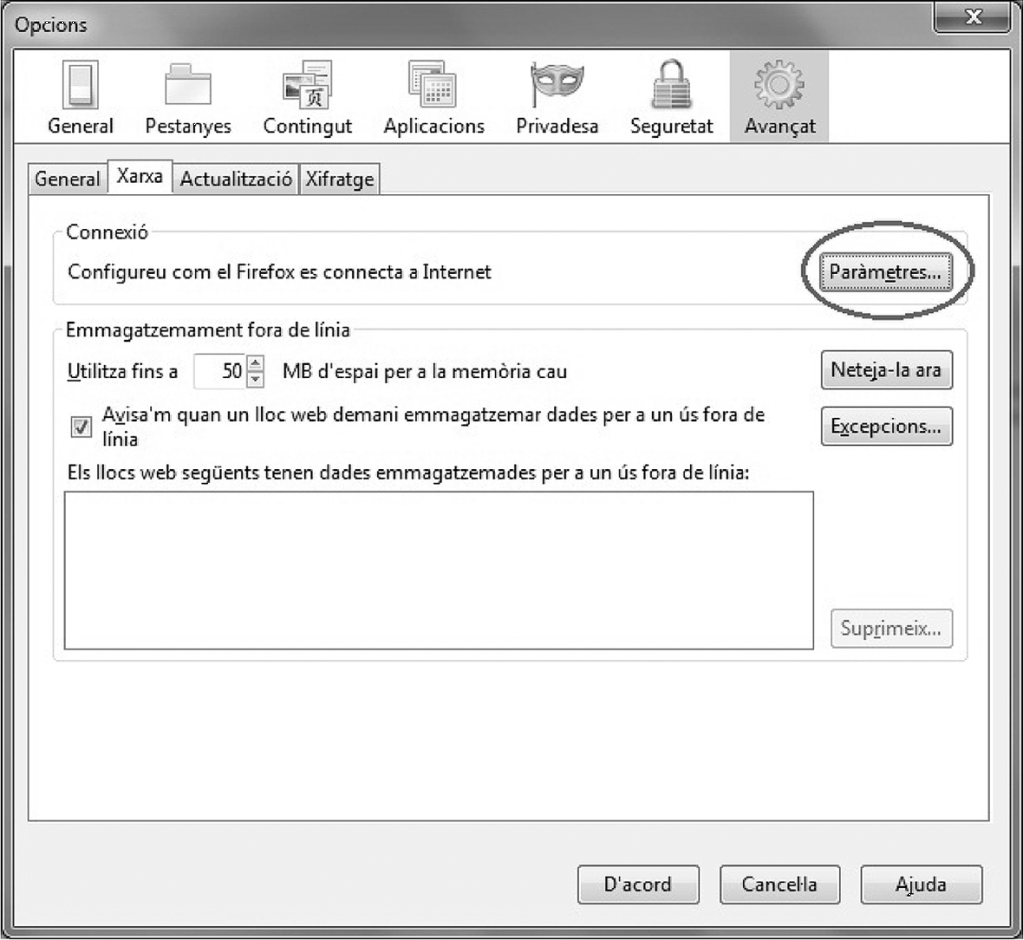 Opcions
X
页
General Pestanyes Contingut Aplicacions Privadesa Seguretat Avançat
General Xarxa Actualització Xifratge
Connexió
Configureu com el Firefox es connecta a Internet Paràmetres...
Emmagatzemament fora de línia
Utilitza fins a 50 MB d'espai per a la memòria cau Neteja-la ara
Avisa'm quan un lloc web demani emmagatzemar dades per a un ús fora de
línia
Excepcions...
Els llocs web següents tenen dades emmagatzemades per a un ús fora de línia:
Suprimeix...
D'acord Cancel·la Ajuda